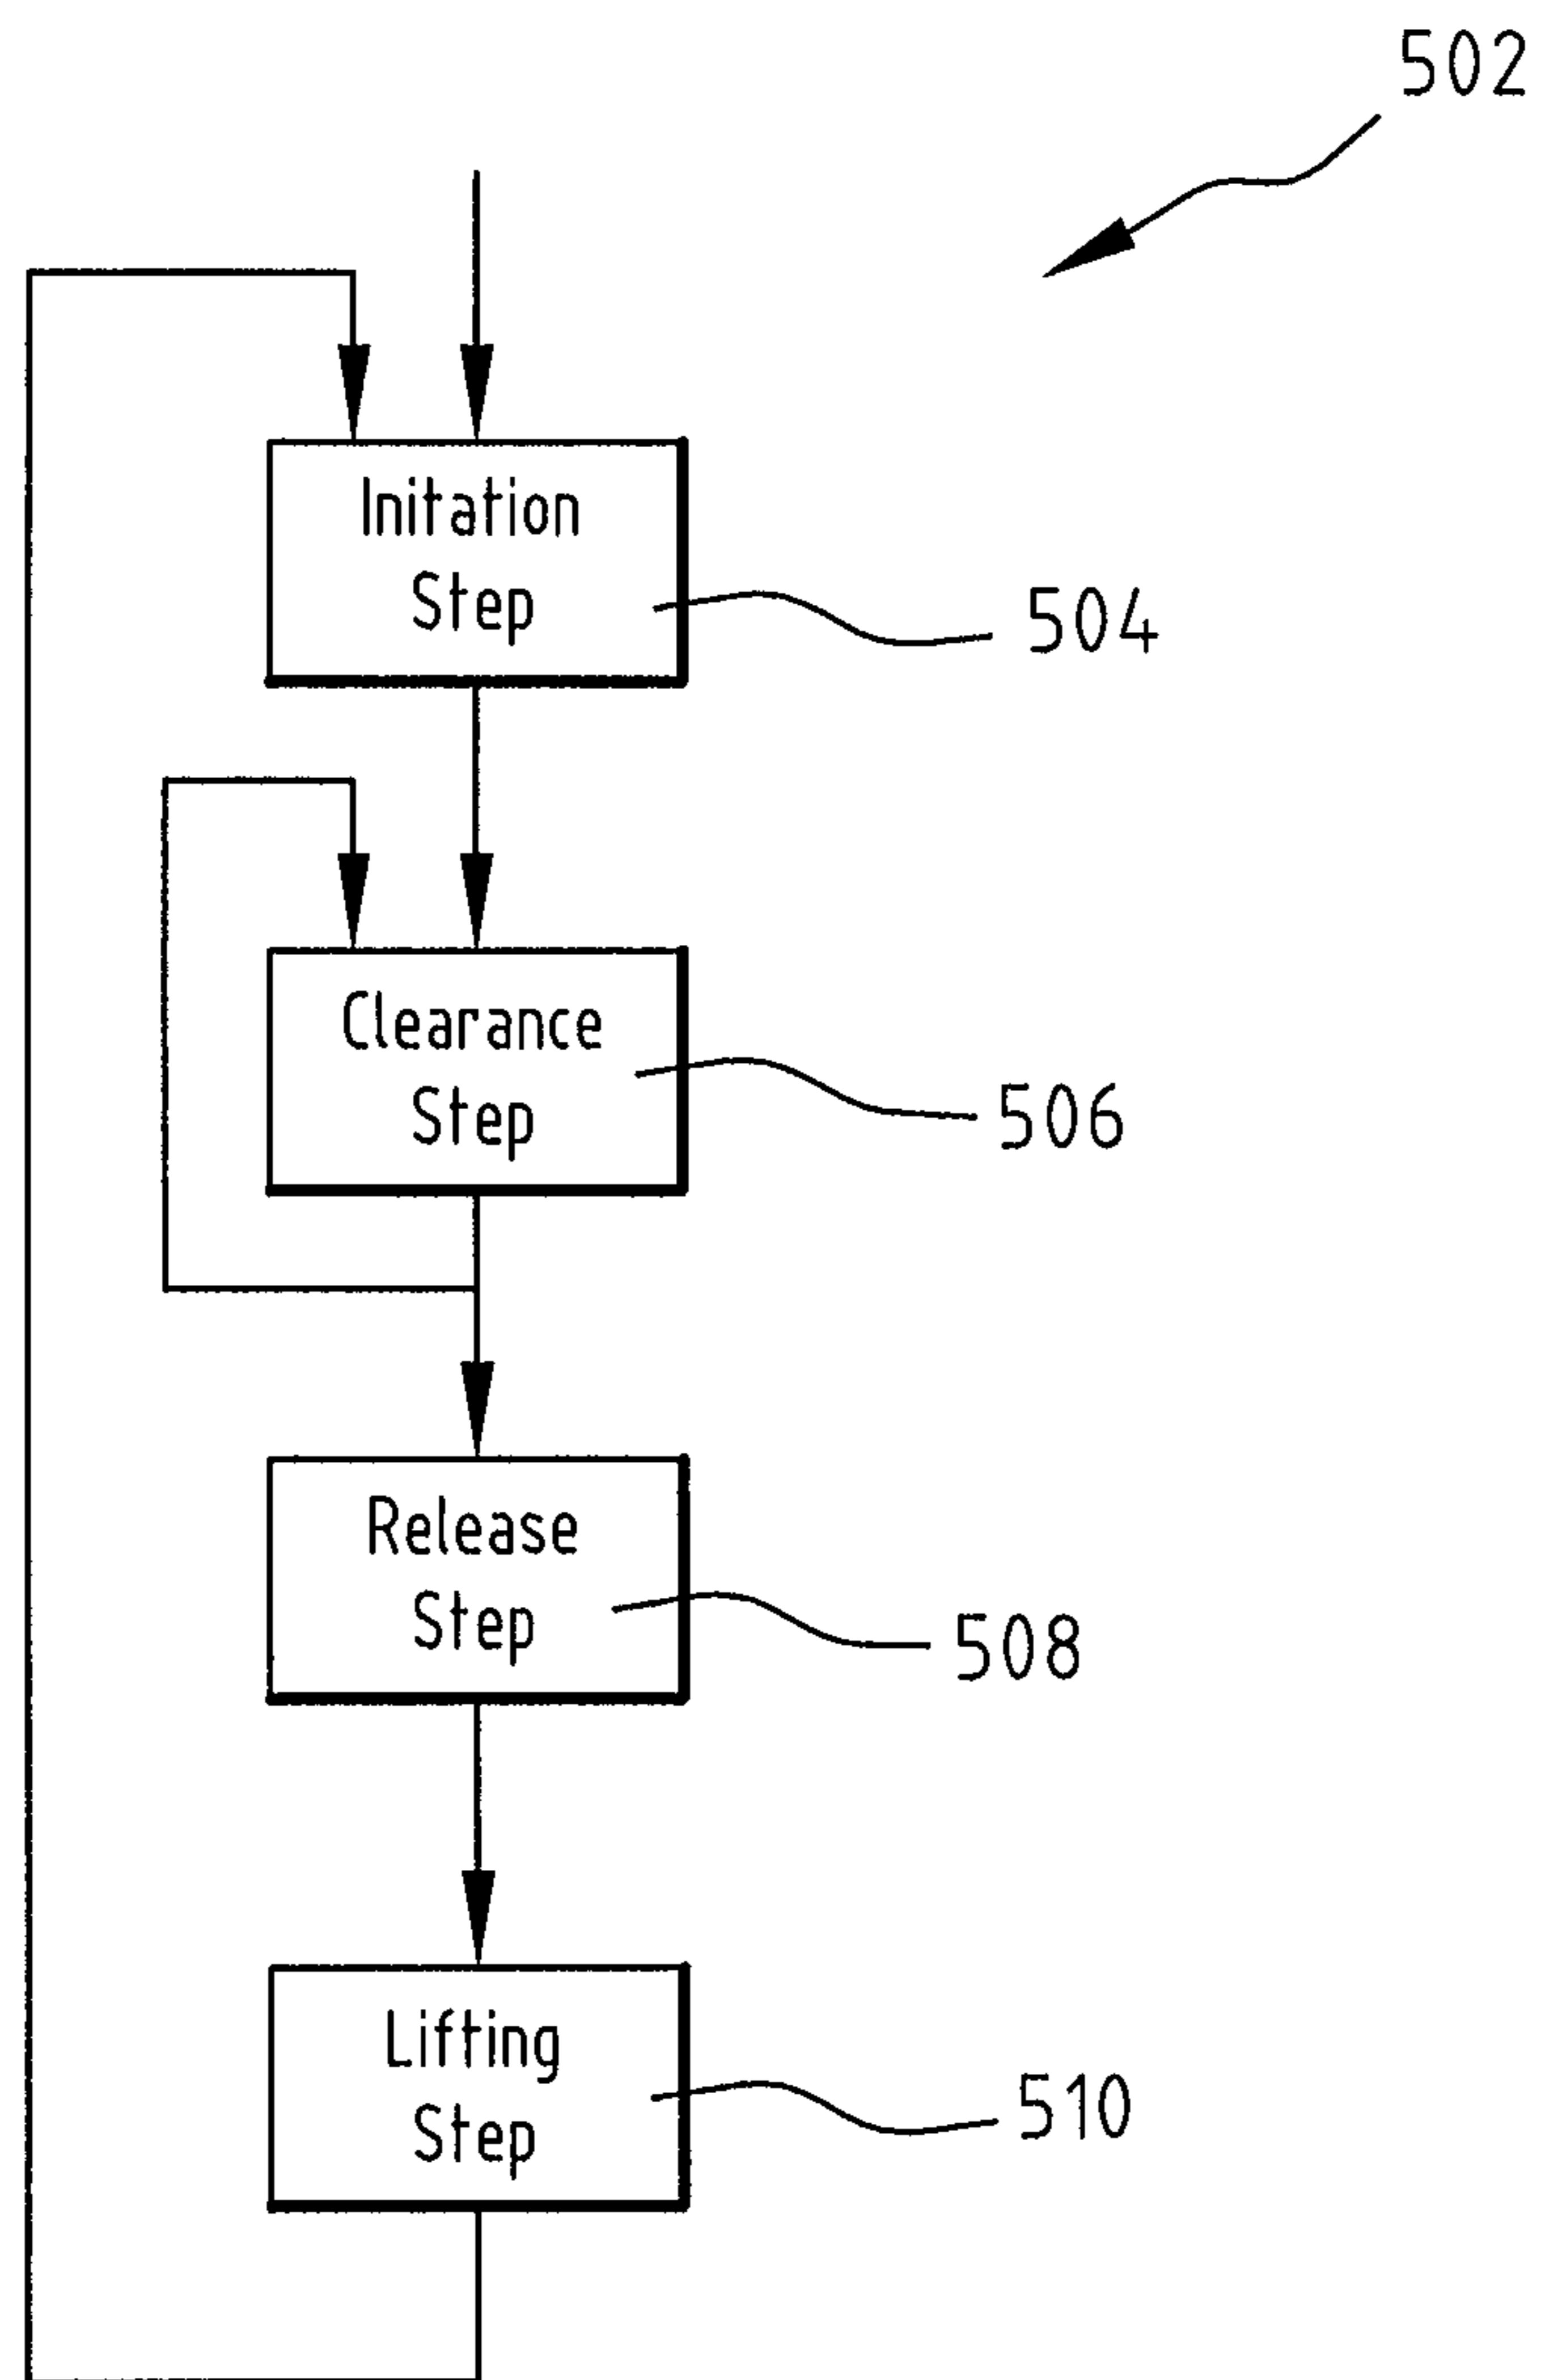 502
Initation
Step
504
Clearance
Step
506
Release
Step
508
Lifting
Step
510